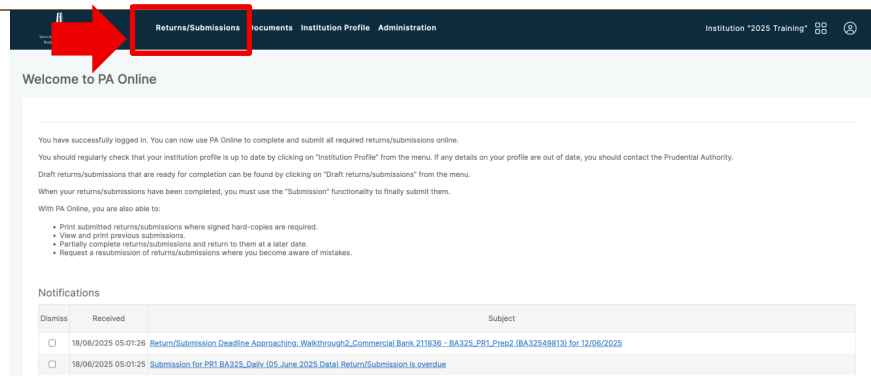 Returns/Submissions Documents Institution Profile Administration
Institution "2025 Training"
Welcome to PA Online
You have successfully logged in. You can now use PA Online to complete and submit all required returns/submissions online.
You should regularly check that your institution profile is up to date by clicking on "Institution Profile" from the menu. If any details on your profile are out of date, you should contact the Prudential Authority.
Draft returns/submissions that are ready for completion can be found by clicking on "Draft returns/submissions" from the menu.
When your returns/submissions have been completed, you must use the "Submission" functionality to finally submit them.
With PA Online, you are also able to:
• Print submitted returns/submissions where signed hard-copies are required.
• View and print previous submissions.
• Partially complete returns/submissions and return to them at a later date.
• Request a resubmission of returns/submissions where you become aware of mistakes.
Notifications
Dismiss Received Subject
18/06/2025 05:01:26 Return/Submission Deadline Approaching: Walkthrough2_Commercial Bank 211836 - BA325_PR1_Prep2 (BA32549813) for 12/06/2025
18/06/2025 05:01:25 Submission for PR1 BA325_Daily (05 June 2025 Data) Return/Submission is overdue